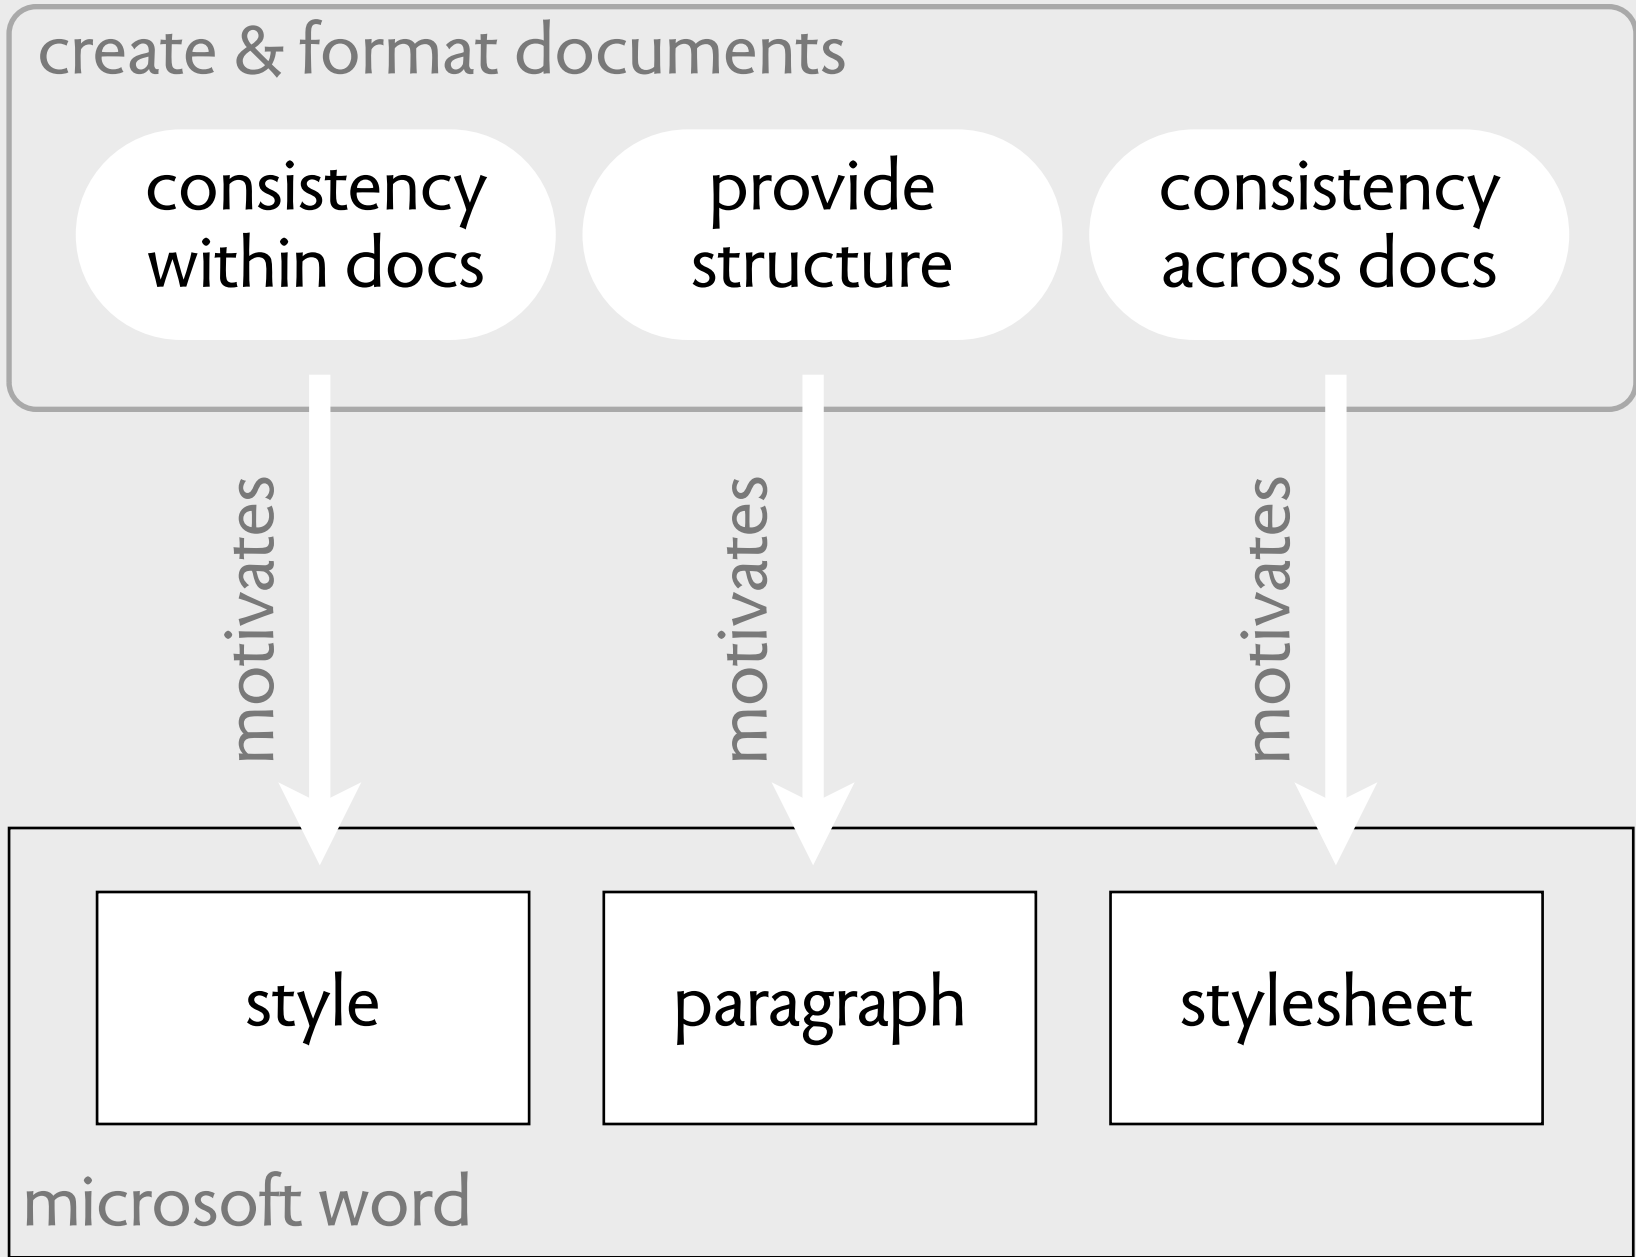 create & format documents
consistency
within docs
provide
structure
consistency
across docs
motivates
motivates
motivates
style
paragraph
stylesheet
microsoft word